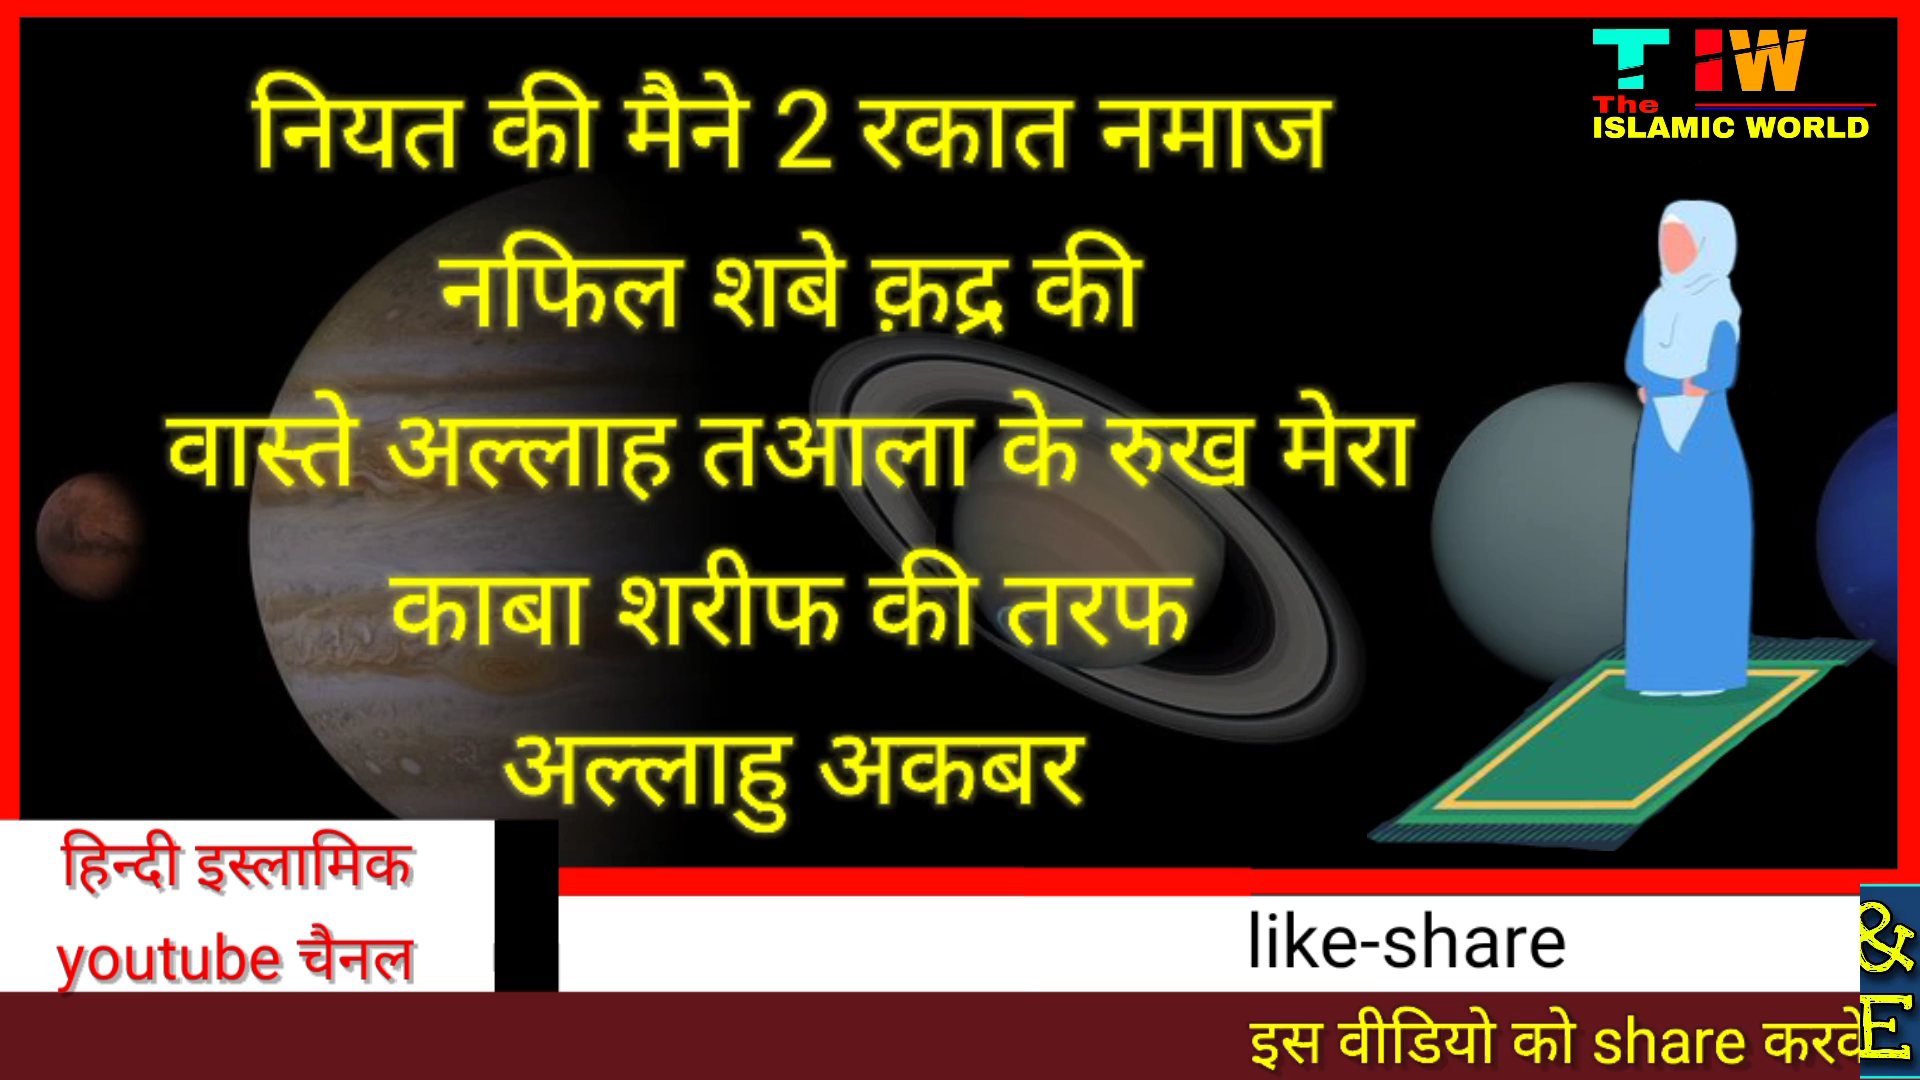 TIW
The
ISLAMIC WORLD
नियत की मैने 2 रकात नमाज
नफिल शबे क़द्र की
वास्ते अल्लाह तआला के रुख मेरा
काबा शरीफ की तरफ
अल्लाहु अकबर
हिन्दी इस्लामिक
youtube चैनल
like-share
इस वीडियो को share
&
E